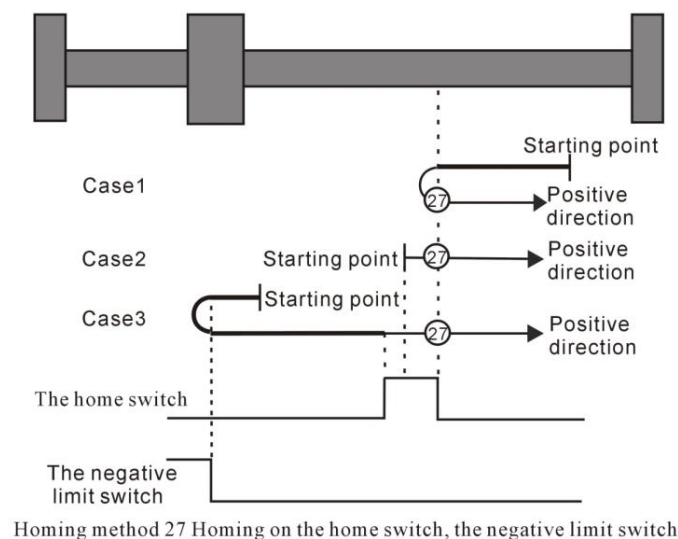 Starting point
Case1
27
Positive
direction
Case2
Starting point
27
Positive
direction
Starting point
Case3
27
Positive
direction
The home switch
The negative
limit switch
Homing method 27 Homing on the home switch, the negative limit switch